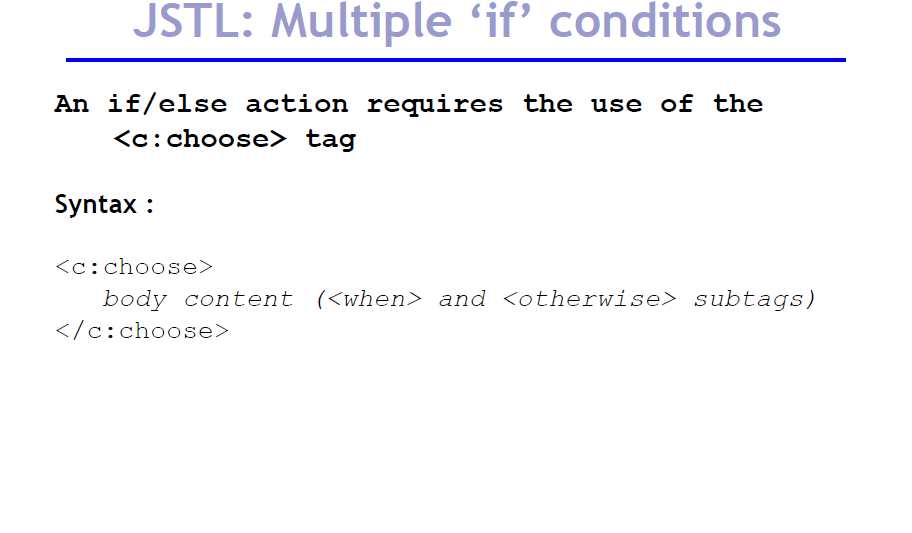 JSTL: Multiple ‘if’ conditions
An if/else action requires the use of the
<c:choose> tag
Syntax :
<c:choose>
body content (<when> and <otherwise> subtags)
</c:choose>